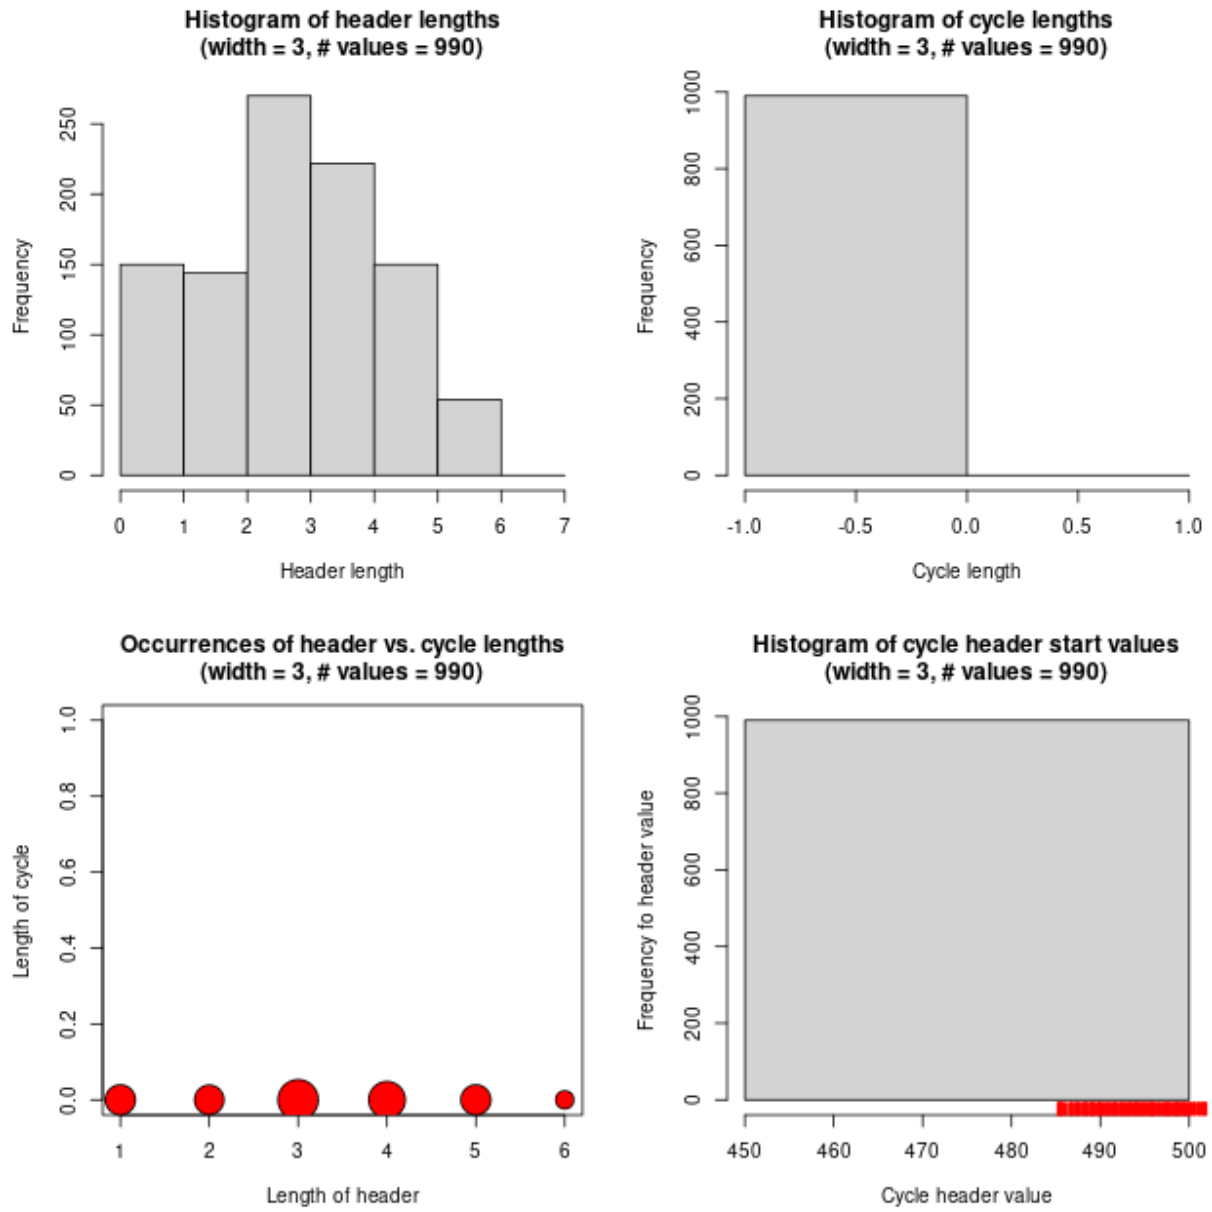 Histogram of header lengths
(width = 3, # values = 990)
Frequency
0 50 100 150 200 250
0 1 2 3 4 5 6 7
Header length
Histogram of cycle lengths
(width = 3, # values = 990)
Frequency
0 200 400 600 800 1000
-1.0 -0.5 0.0 0.5 1.0
Cycle length
Occurrences of header vs. cycle lengths
(width = 3, # values = 990)
Length of cycle
0.0 0.2 0.4 0.6 0.8 1.0
1 2 3 4 5 6
Length of header
Histogram of cycle header start values
(width = 3, # values = 990)
Frequency fo header value
0 200 400 600 800 1000
450 460 470 480 490 500
Cycle header value